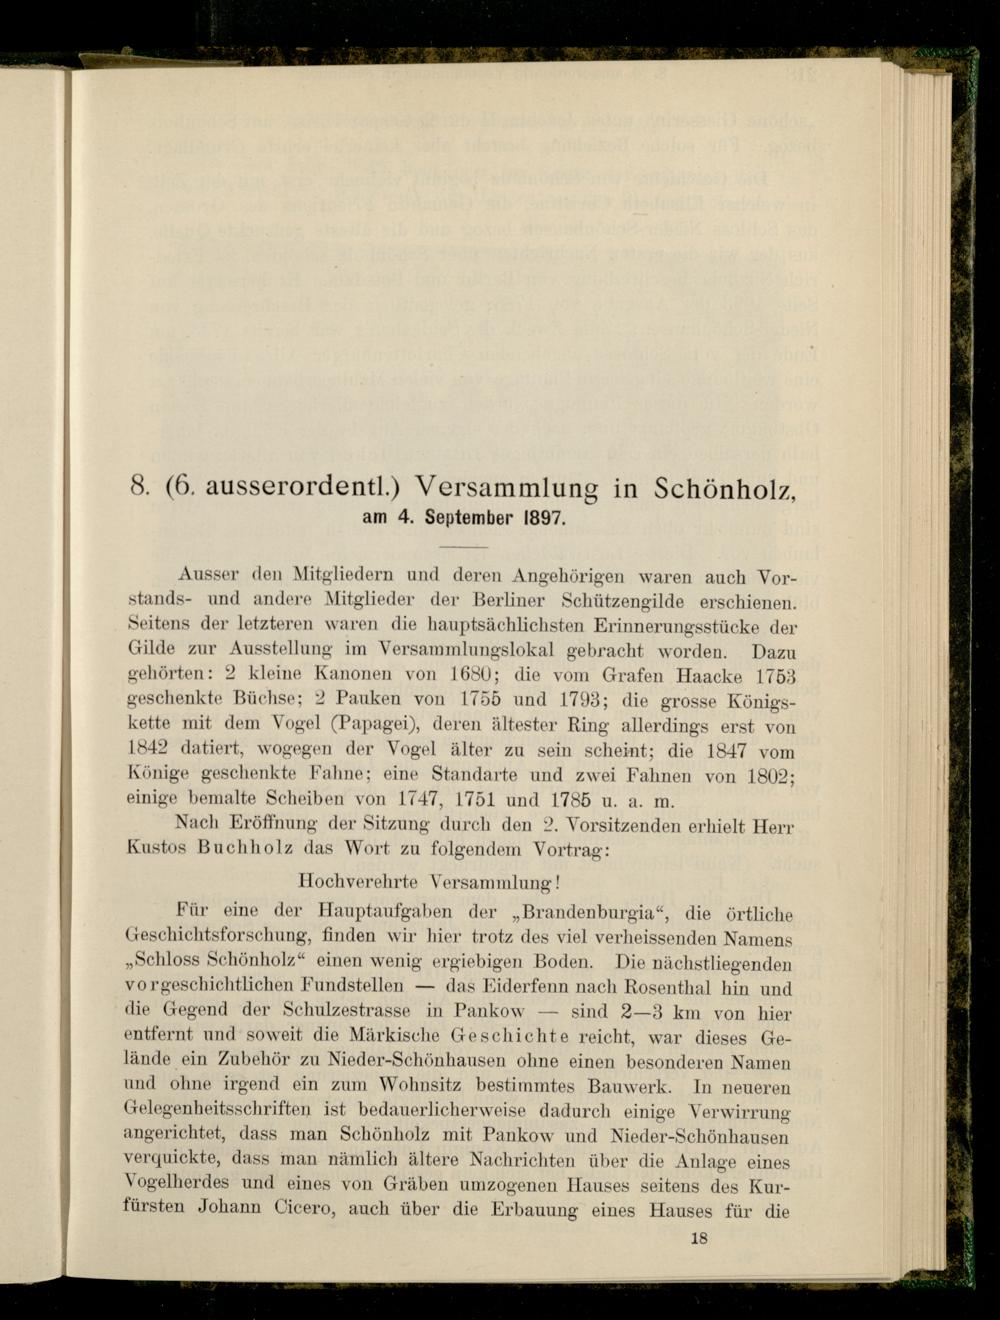 8. (6. ausserordentl.) Versammlung in Schönholz,
am 4. September 1897.
Ausser den Mitgliedern und deren Angehörigen waren auch Vor-
stands- und andere Mitglieder der Berliner Schützengilde erschienen.
Seitens der letzteren waren die hauptsächlichsten Erinnerungsstücke der
Gilde zur Ausstellung im Versammlungslokal gebracht worden. Dazu
gehörten: 2 kleine Kanonen von 1680; die vom Grafen Haacke 1753
geschenkte Büchse; 2 Pauken von 1755 und 1793; die grosse Königs-
kette mit dem Vogel (Papagei), deren ältester Ring allerdings erst von
1842 datiert, wogegen der Vogel älter zu sein scheint; die 1847 vom
Könige geschenkte Fahne; eine Standarte und zwei Fahnen von 1802;
einige bemalte Scheiben von 1747, 1751 und 1785 u. a. m.
Nach Eröffnung der Sitzung durch den 2. Vorsitzenden erhielt Herr
Kustos Buchholz das Wort zu folgendem Vortrag:
Hochverehrte Versammlung!
Für eine der Hauptaufgaben der „Brandenburgia“, die örtliche
Geschichtsforschung, finden wir hier trotz des viel verheissenden Namens
„Schloss Schönholz“ einen wenig ergiebigen Boden. Die nächstliegenden
vorgeschichtlichen Fundstellen — das Eiderfenn nach Rosenthal hin und
die Gegend der Schulzestrasse in Pankow — sind 2—3 km von hier
entfernt und soweit die Märkische Geschichte reicht, war dieses Ge-
lände ein Zubehör zu Nieder-Schönhausen ohne einen besonderen Namen
und ohne irgend ein zum Wohnsitz bestimmtes Bauwerk. In neueren
Gelegenheitsschriften ist bedauerlicherweise dadurch einige Verwirrung
angerichtet, dass man Schönholz mit Pankow und Nieder-Schönhausen
verquickte, dass man nämlich ältere Nachrichten über die Anlage eines
Vogelherdes und eines von Gräben umzogenen Hauses seitens des Kur-
fürsten Johann Cicero, auch über die Erbauung eines Hauses für die
18